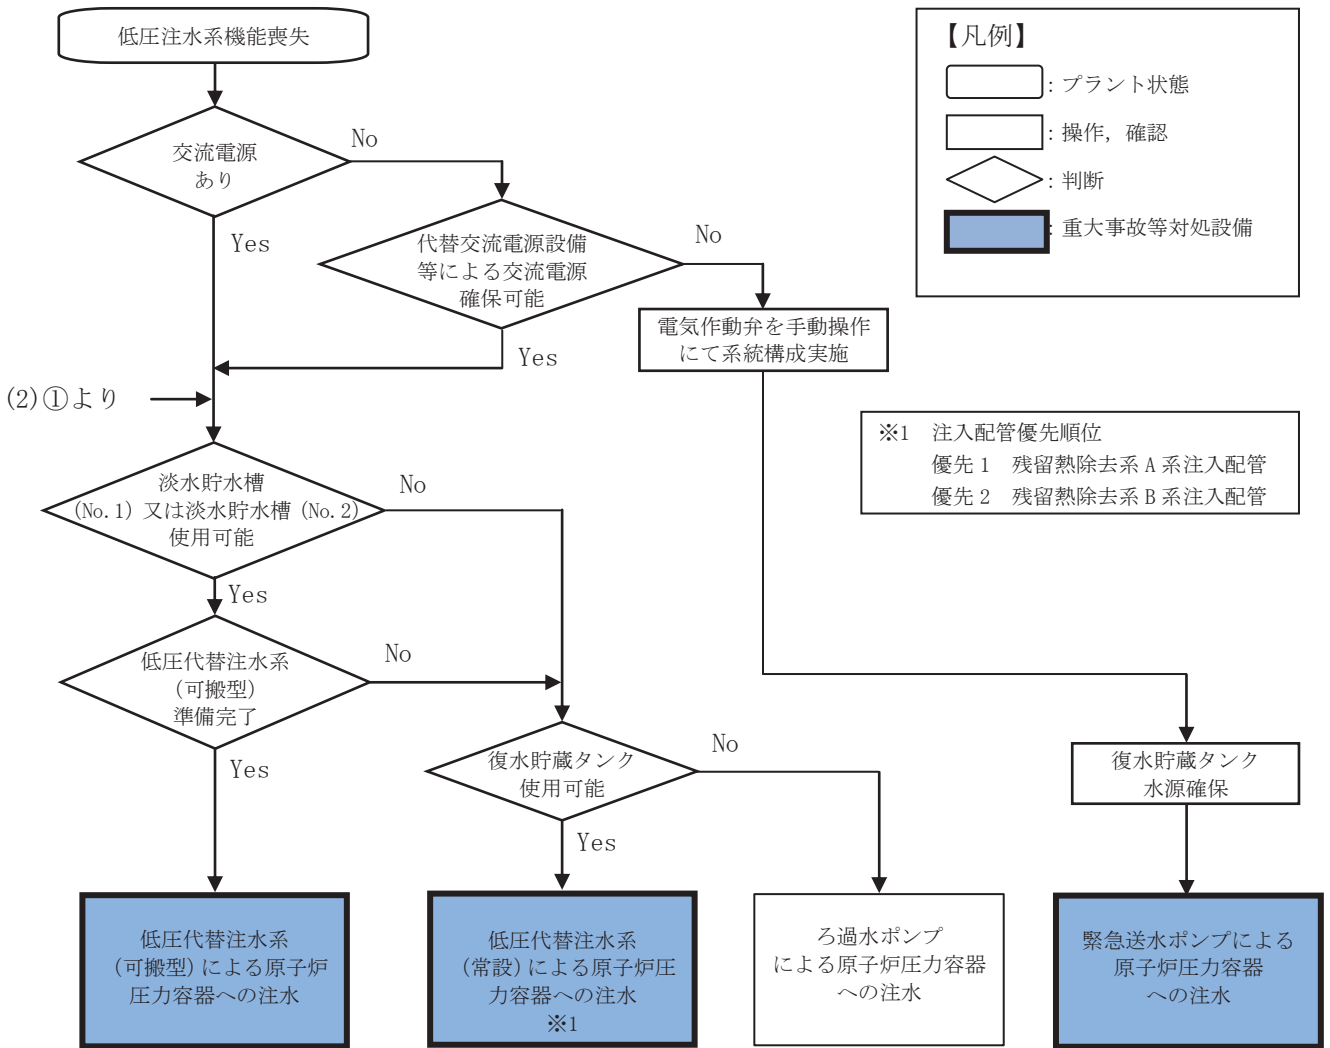 低圧注水系機能喪失
交流電源
あり
No
Yes
代替交流電源設備
等による交流電源
確保可能
No
Yes
電気作動弁を手動操作
にて系統構成実施
(2)①より
淡水貯水槽
(No.1)又は淡水貯水槽(No.2)
使用可能
No
Yes
低圧代替注水系
(可搬型)
準備完了
No
Yes
復水貯蔵タンク
使用可能
No
Yes
復水貯蔵タンク
水源確保
低圧代替注水系
(可搬型)による原子炉
圧力容器への注水
低圧代替注水系
(常設)による原子炉圧
力容器への注水
※1
ろ過水ポンプ
による原子炉圧力容器
への注水
緊急送水ポンプによる
原子炉圧力容器
への注水
【凡例】
: プラント状態
: 操作，確認
: 判断
: 重大事故等対処設備
※1 注入配管優先順位
優先1 残留熱除去系A系注入配管
優先2 残留熱除去系B系注入配管